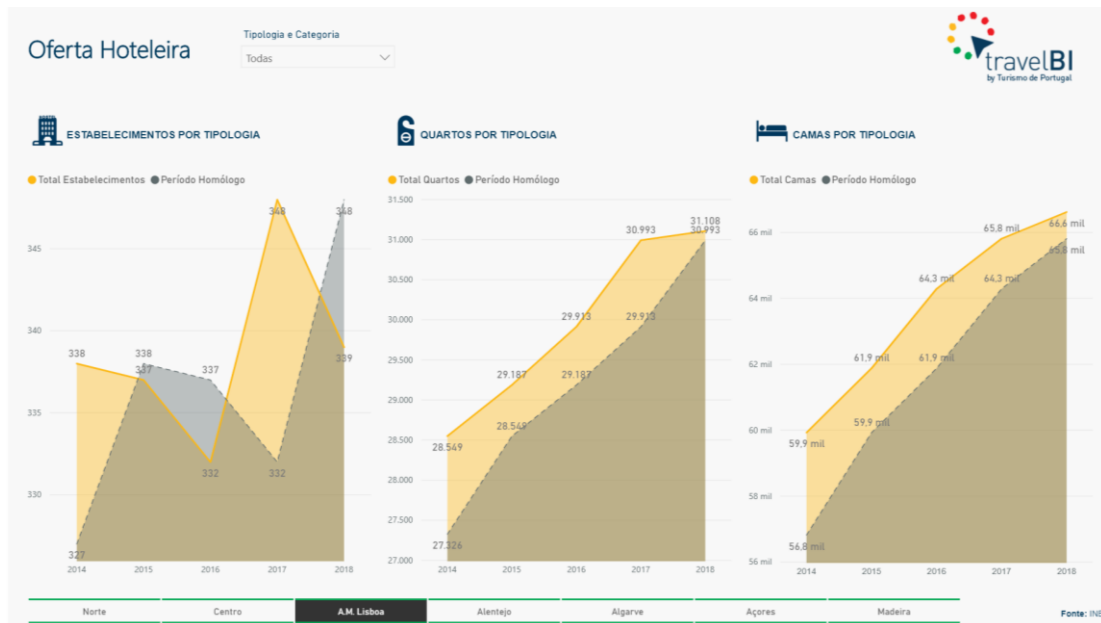 Oferta Hoteleira
Tipologia e Categoria
Todas
travelBI
by Turismo de Portugal
ESTABELECIMENTOS POR TIPOLOGIA
Total Estabelecimentos Período Homólogo
345
340
335
330
338
327
338
337
337
332
348
332
348
339
2014 2015 2016 2017 2018
QUARTOS POR TIPOLOGIA
Total Quartos Período Homólogo
31.500
31.000
30.500
30.000
29.500
29.000
28.500
28.000
27.500
27.000
28.549
27.326
29.187
28.549
29.913
29.187
30.993
29.913
31.108
30.993
2014 2015 2016 2017 2018
CAMAS POR TIPOLOGIA
Total Camas Período Homólogo
66 mil
64 mil
62 mil
60 mil
58 mil
56 mil
59,9 mil
56,8 mil
61,9 mil
59,9 mil
64,3 mil
61,9 mil
65,8 mil
64,3 mil
66,6 mil
65,8 mil
2014 2015 2016 2017 2018
Norte Centro A.M. Lisboa Alentejo Algarve Açores Madeira
Fonte: INE